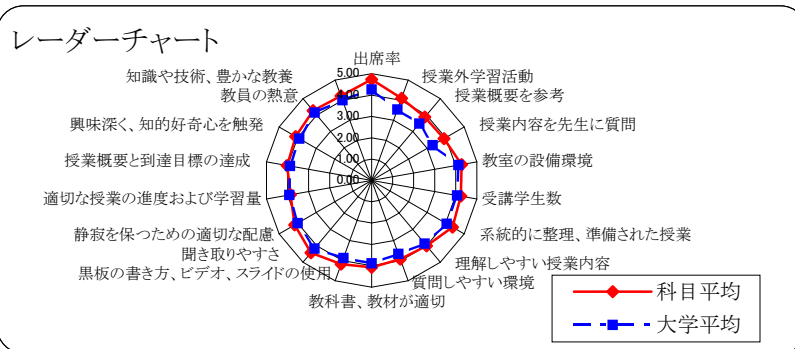 レーダーチャート
出席率
授業外学習活動
授業概要を参考
授業内容を先生に質問
教室の設備環境
受講学生数
系統的に整理、準備された授業
理解しやすい授業内容
質問しやすい環境
教科書、教材が適切
黒板の書き方、ビデオ、スライドの使用
聞き取りやすさ
静寂を保つための適切な配慮
適切な授業の進度および学習量
授業概要と到達目標の達成
興味深く、知的好奇心を触発
教員の熱意
知識や技術、豊かな教養
5.00
4.00
3.00
2.00
1.00
0.00
科目平均
大学平均